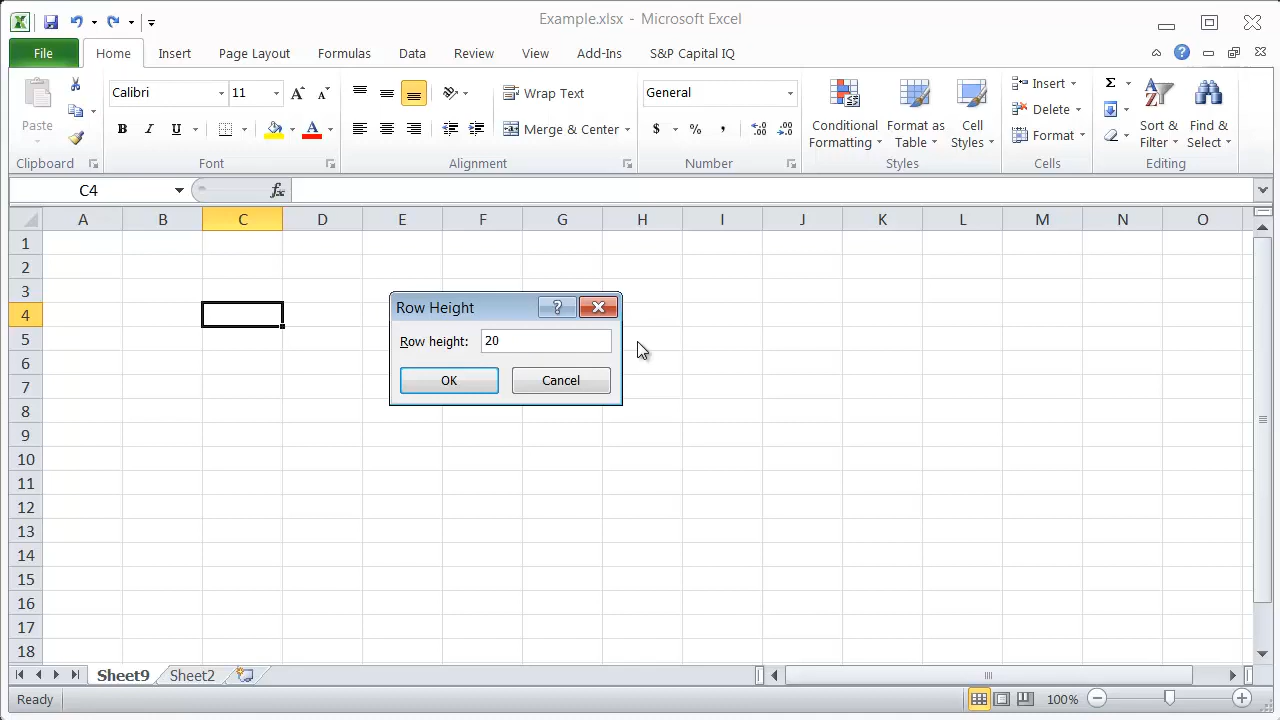 Example.xlsx - Microsoft Excel
File Home Insert Page Layout Formulas Data Review View Add-Ins S&P Capital IQ
Paste
Clipboard
Calibri 11
B I U A
Font
Wrap Text
Merge & Center
Alignment
General
$ % ,
Number
Conditional Formatting
Format as Table
Cell Styles
Styles
Insert
Delete
Format
Cells
Σ
Sort & Filter
Find & Select
Editing
C4 fx
A B C D E F G H I J K L M N O
1
2
3
4
5
6
7
8
9
10
11
12
13
14
15
16
17
18
Row Height ?
Row height: 20
OK Cancel
Sheet9 Sheet2
Ready 100%